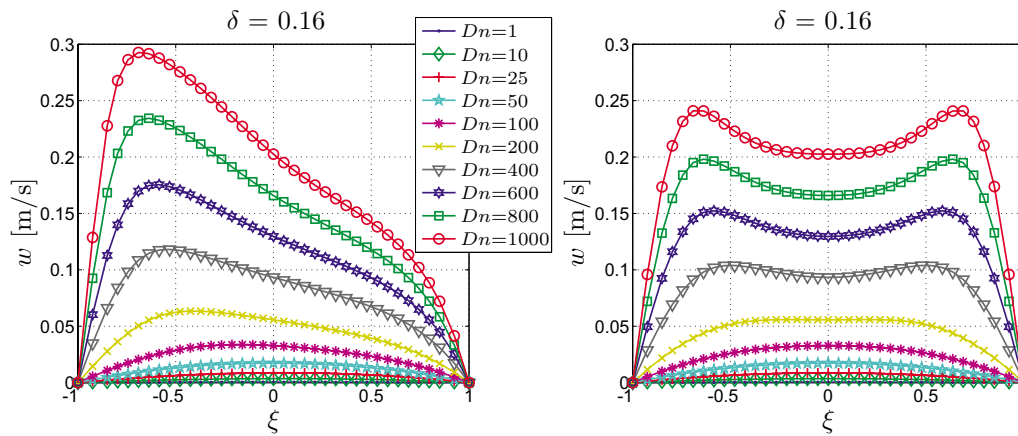 δ = 0.16
w [m/s]
0.3
0.25
0.2
0.15
0.1
0.05
0
-1
-0.5
0
0.5
1
ξ
Dn=1
Dn=10
Dn=25
Dn=50
Dn=100
Dn=200
Dn=400
Dn=600
Dn=800
Dn=1000
δ = 0.16
w [m/s]
0.3
0.25
0.2
0.15
0.1
0.05
0
-1
-0.5
0
0.5
ξ